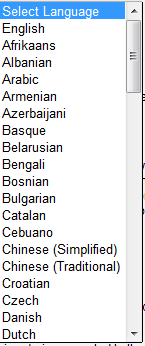 Select Language
English
Afrikaans
Albanian
Arabic
Armenian
Azerbaijani
Basque
Belarusian
Bengali
Bosnian
Bulgarian
Catalan
Cebuano
Chinese (Simplified)
Chinese (Traditional)
Croatian
Czech
Danish
Dutch